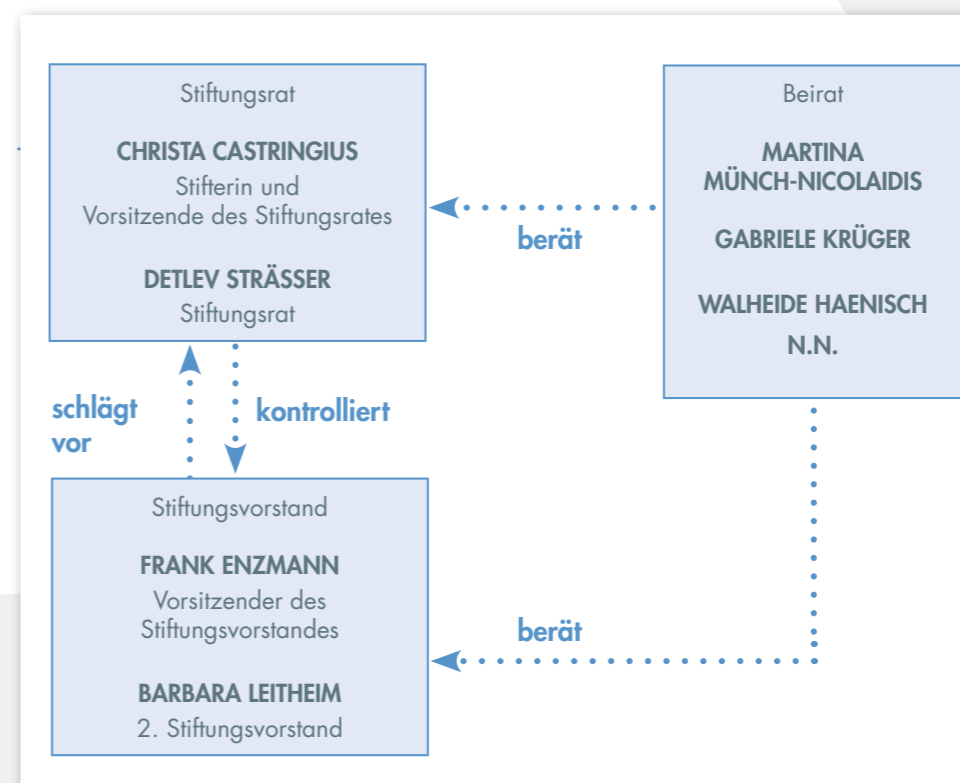 Stiftungsrat
CHRISTA CASTRINGIUS
Stifterin und
Vorsitzende des Stiftungsrates
DETLEV STRÄSSER
Stiftungsrat
berät
Beirat
MARTINA
MÜNCH-NICOLAIDIS
GABRIELE KRÜGER
WALHEIDE HAENISCH
N.N.
schlägt
vor
kontrolliert
Stiftungsvorstand
FRANK ENZMANN
Vorsitzender des
Stiftungsvorstandes
BARBARA LEITHEIM
2. Stiftungsvorstand
berät